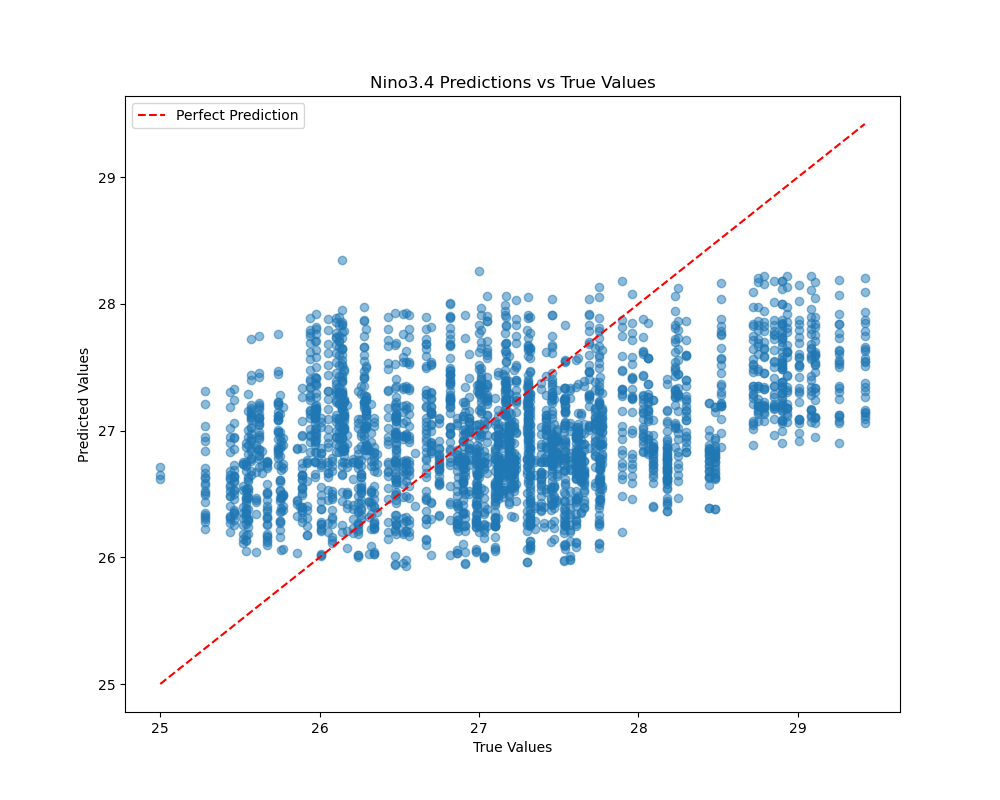 Nino3.4 Predictions vs True Values
Perfect Prediction
Predicted Values
29
28
27
26
25
25 26 27 28 29
True Values